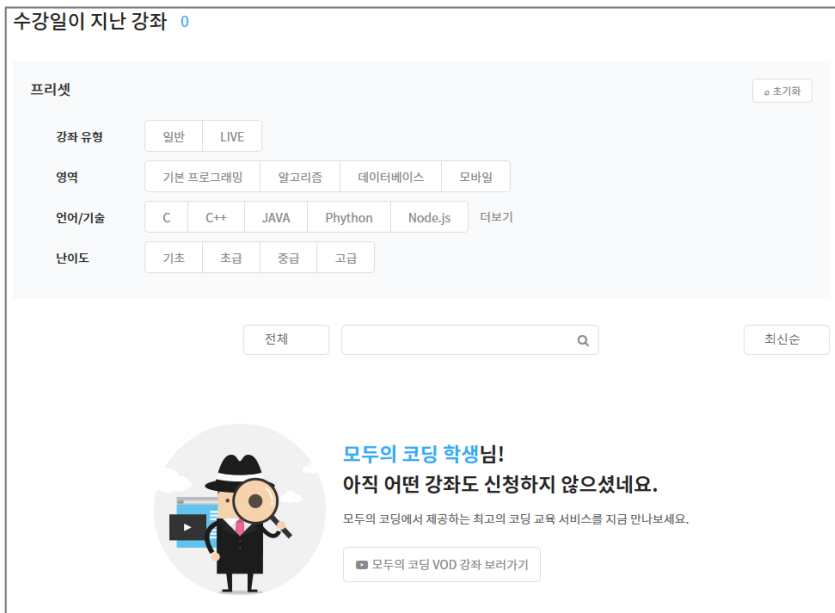 수강일이 지난 강좌 0
프리셋
초기화
강좌 유형 일반 LIVE
영역 기본 프로그래밍 알고리즘 데이터베이스 모바일
언어/기술 C C++ JAVA Phython Node.js 더보기
난이도 기초 초급 중급 고급
전체 최신순
모두의 코딩 학생님!
아직 어떤 강좌도 신청하지 않으셨네요.
모두의 코딩에서 제공하는 최고의 코딩 교육 서비스를 지금 만나보세요.
모두의 코딩 VOD 강좌 보러가기